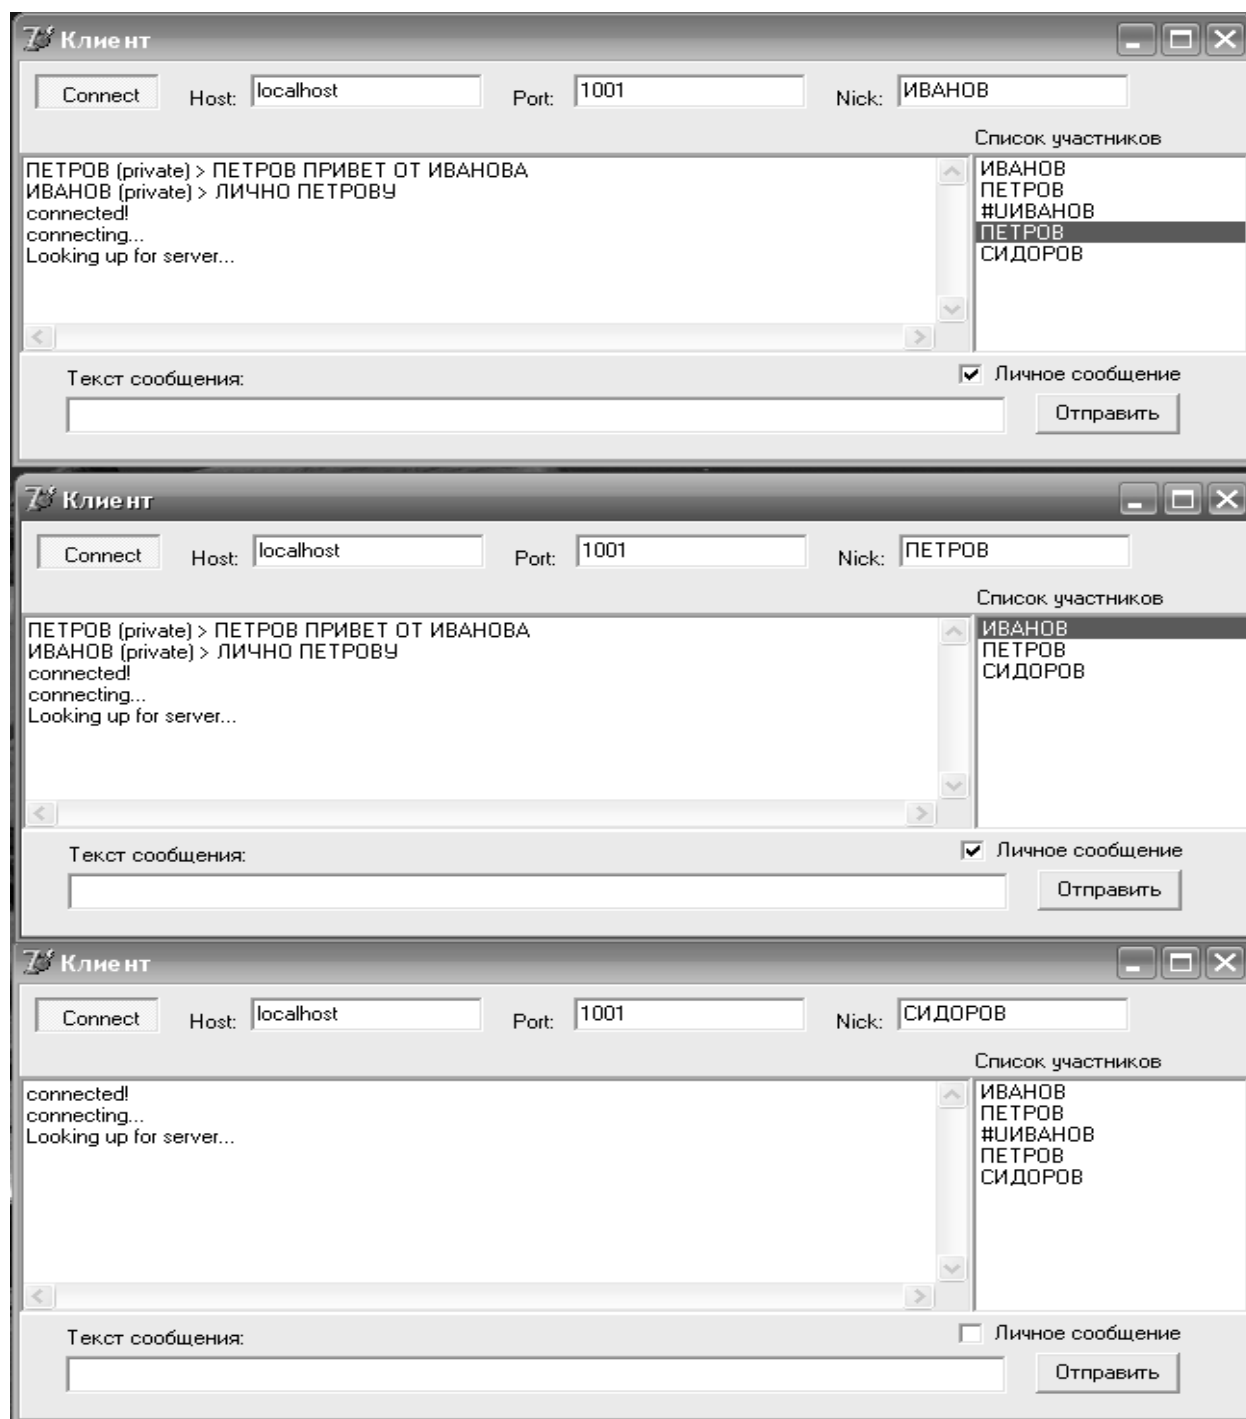 Клиент
Connect Host: localhost Port: 1001 Nick: ИВАНОВ
Список участников
ПЕТРОВ (private) > ПЕТРОВ ПРИВЕТ ОТ ИВАНОВА
ИВАНОВ (private) > ЛИЧНО ПЕТРОВУ
connected!
connecting...
Looking up for server...
ИВАНОВ
ПЕТРОВ
#UИВАНОВ
ПЕТРОВ
СИДОРОВ
Текст сообщения:
Личное сообщение
Отправить
Клиент
Connect Host: localhost Port: 1001 Nick: ПЕТРОВ
Список участников
ПЕТРОВ (private) > ПЕТРОВ ПРИВЕТ ОТ ИВАНОВА
ИВАНОВ (private) > ЛИЧНО ПЕТРОВУ
connected!
connecting...
Looking up for server...
ИВАНОВ
ПЕТРОВ
СИДОРОВ
Текст сообщения:
Личное сообщение
Отправить
Клиент
Connect Host: localhost Port: 1001 Nick: СИДОРОВ
Список участников
connected!
connecting...
Looking up for server...
ИВАНОВ
ПЕТРОВ
#UИВАНОВ
ПЕТРОВ
СИДОРОВ
Текст сообщения:
Личное сообщение
Отправить